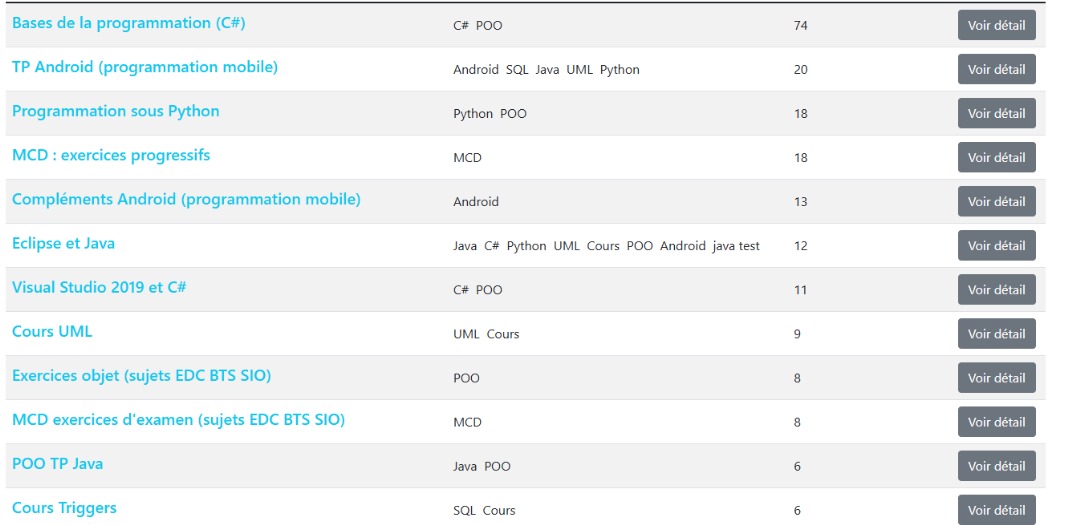 Bases de la programmation (C#) C# POO 74 Voir détail
TP Android (programmation mobile) Android SQL Java UML Python 20 Voir détail
Programmation sous Python Python POO 18 Voir détail
MCD : exercices progressifs MCD 18 Voir détail
Compléments Android (programmation mobile) Android 13 Voir détail
Eclipse et Java Java C# Python UML Cours POO Android java test 12 Voir détail
Visual Studio 2019 et C# C# POO 11 Voir détail
Cours UML UML Cours 9 Voir détail
Exercices objet (sujets EDC BTS SIO) POO 8 Voir détail
MCD exercices d'examen (sujets EDC BTS SIO) MCD 8 Voir détail
POO TP Java Java POO 6 Voir détail
Cours Triggers SQL Cours 6 Voir détail